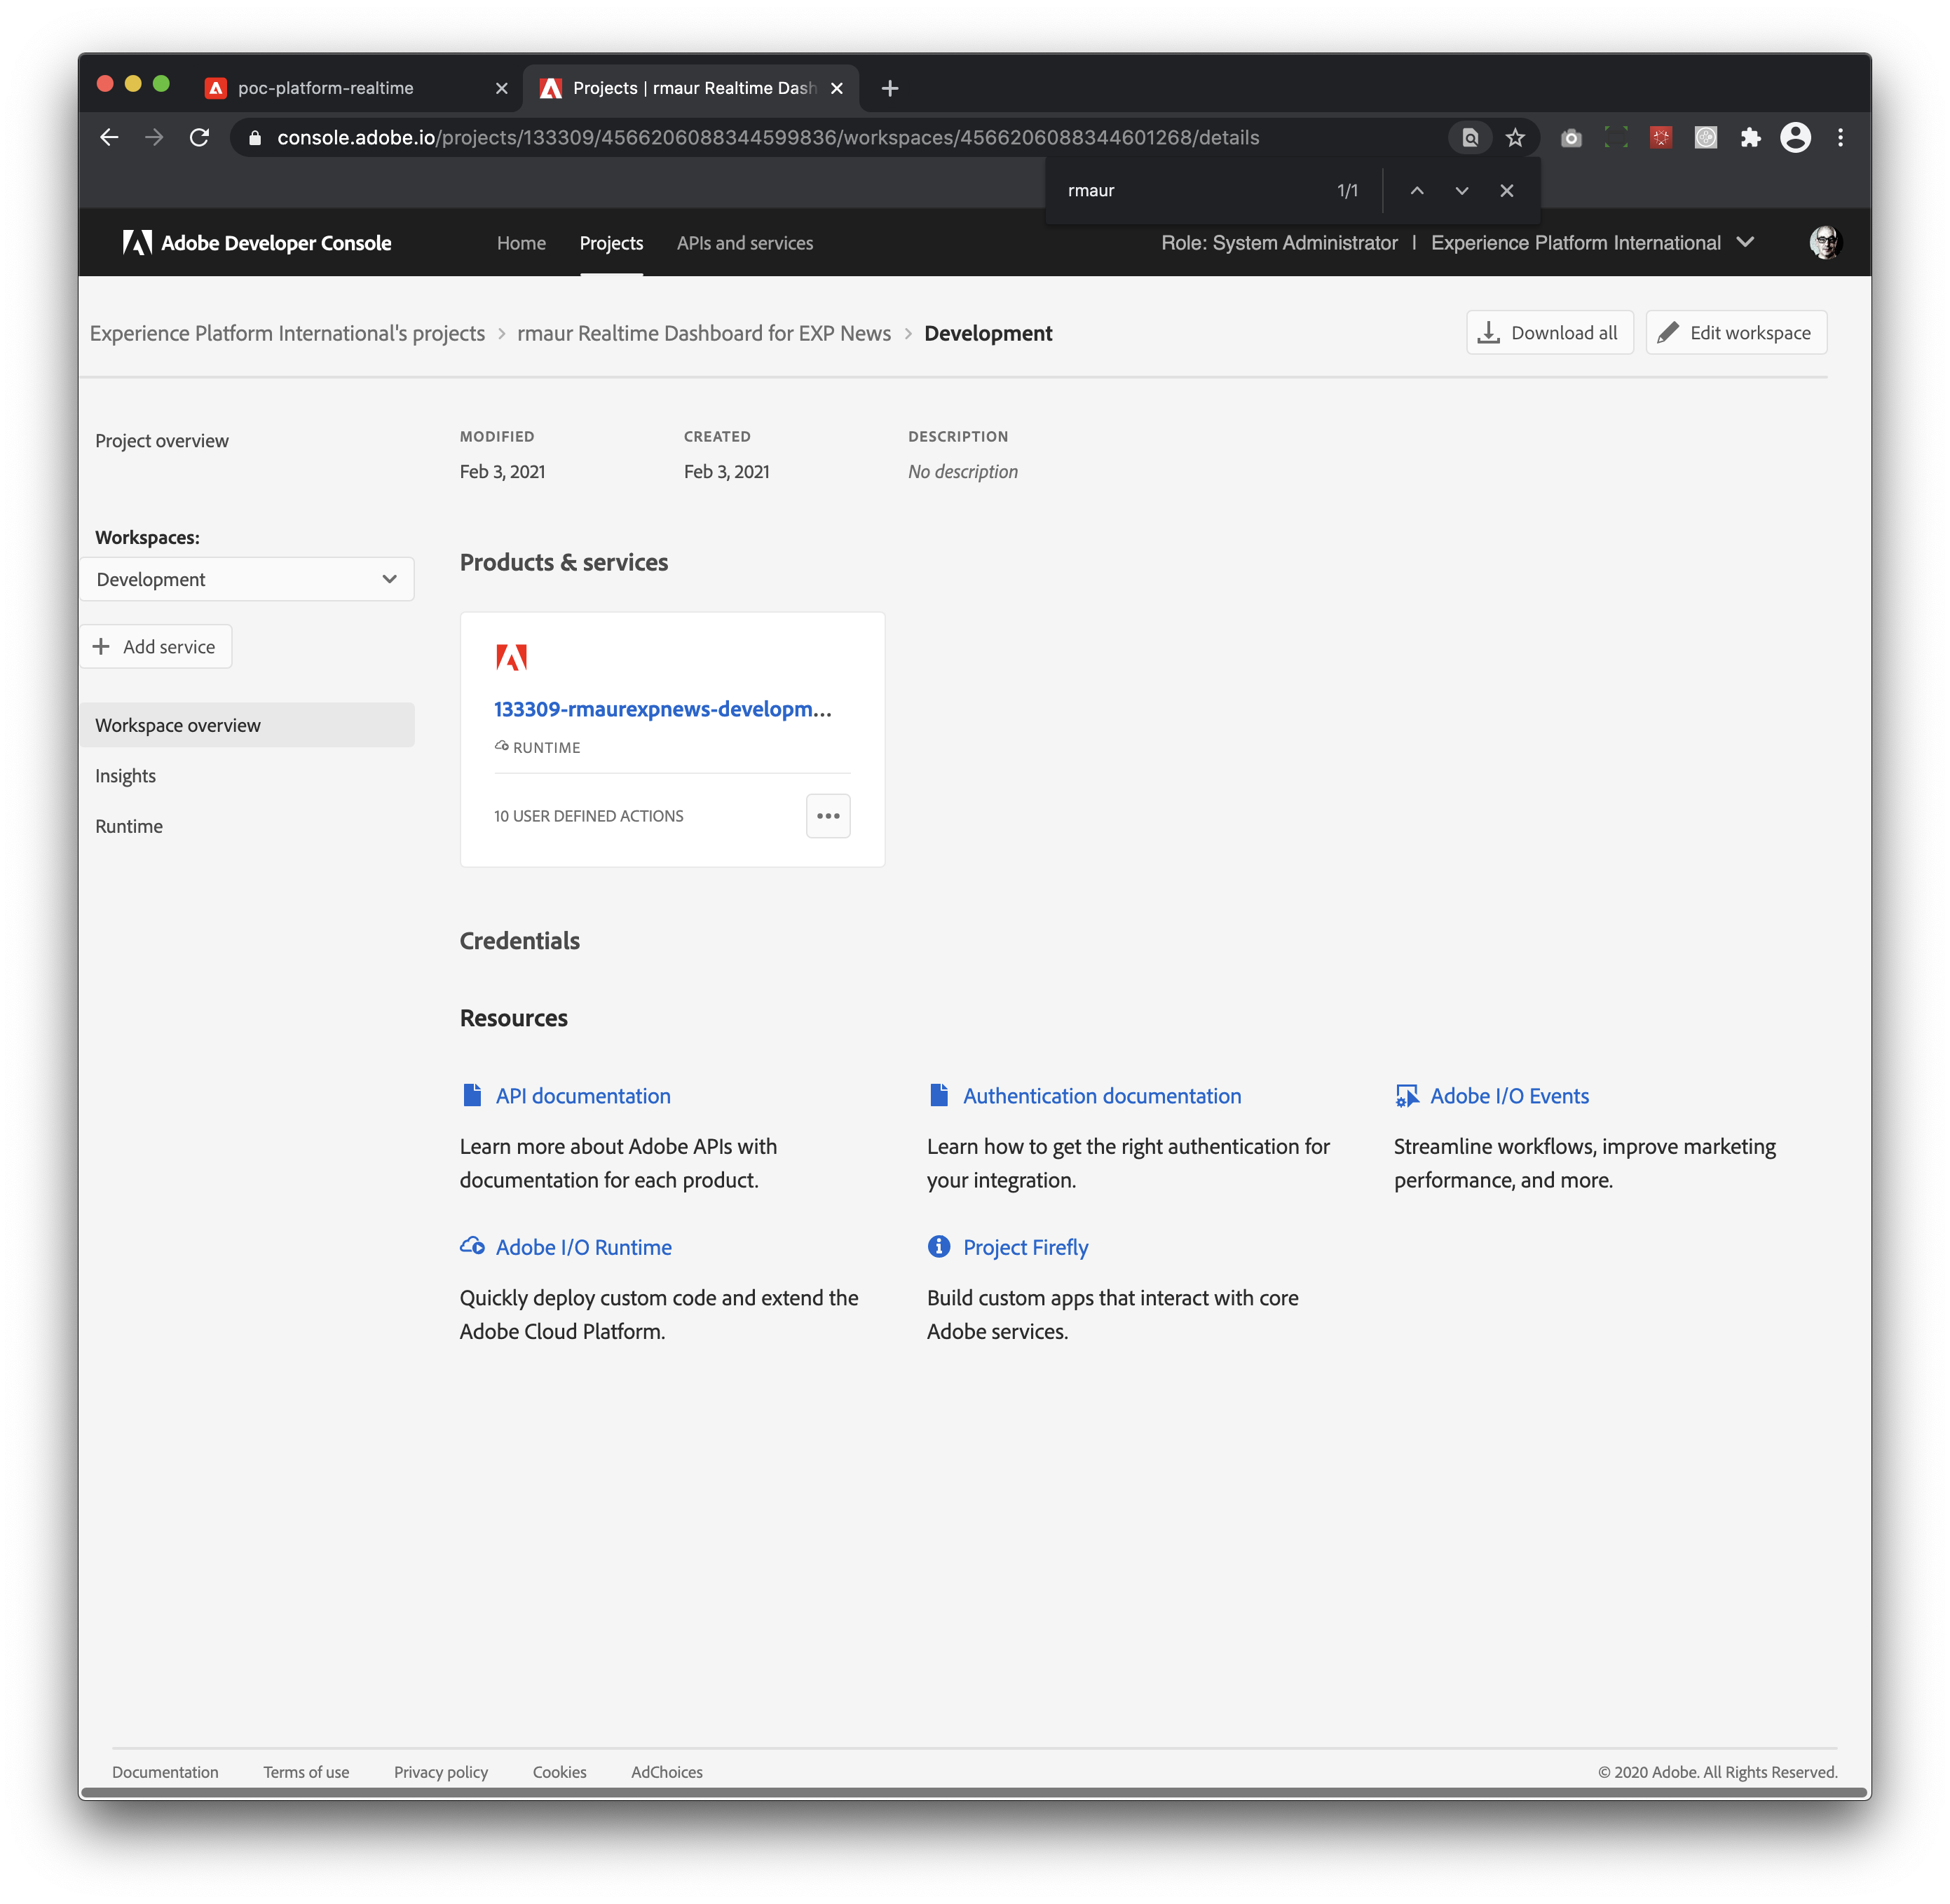 poc-platform-realtime
Projects | rmaur Realtime Dash
console.adobe.io/projects/133309/4566206088344599836/workspaces/4566206088344601268/details
rmaur 1/1
Adobe Developer Console Home Projects APIs and services Role: System Administrator | Experience Platform International
Experience Platform International's projects > rmaur Realtime Dashboard for EXP News > Development Download all Edit workspace
Project overview
MODIFIED CREATED DESCRIPTION
Feb 3, 2021 Feb 3, 2021 No description
Workspaces:
Development
Add service
Workspace overview
Insights
Runtime
Products & services
133309-rmaurexpnews-developm...
RUNTIME
10 USER DEFINED ACTIONS
Credentials
Resources
API documentation
Learn more about Adobe APIs with
documentation for each product.
Authentication documentation
Learn how to get the right authentication for
your integration.
Adobe I/O Events
Streamline workflows, improve marketing
performance, and more.
Adobe I/O Runtime
Quickly deploy custom code and extend the
Adobe Cloud Platform.
Project Firefly
Build custom apps that interact with core
Adobe services.
Documentation Terms of use Privacy policy Cookies AdChoices © 2020 Adobe. All Rights Reserved.